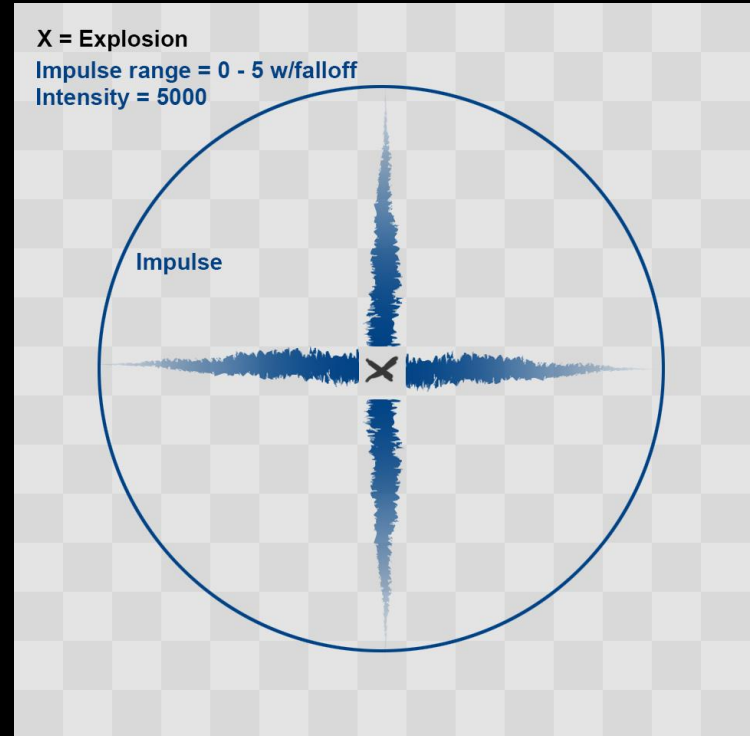 X = Explosion
Impulse range = 0 - 5 w/falloff
Intensity = 5000
Impulse
X